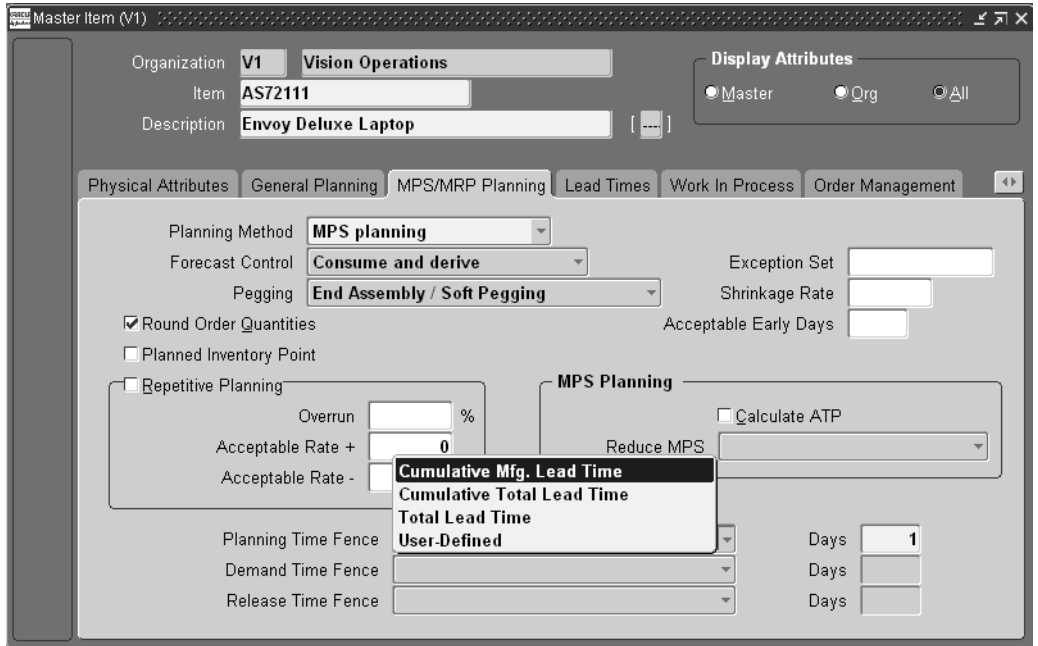 Master Item (V1)
Organization V1 Vision Operations
Item AS72111
Description Envoy Deluxe Laptop [ ... ]
Display Attributes
Master Org All
Physical Attributes General Planning MPS/MRP Planning Lead Times Work In Process Order Management
Planning Method MPS planning
Forecast Control Consume and derive Exception Set
Pegging End Assembly / Soft Pegging Shrinkage Rate
Round Order Quantities Acceptable Early Days
Planned Inventory Point
Repetitive Planning MPS Planning
Overrun % Calculate ATP
Acceptable Rate + 0 Reduce MPS
Acceptable Rate -
Cumulative Mfg. Lead Time
Cumulative Total Lead Time
Total Lead Time
User-Defined
Planning Time Fence Days 1
Demand Time Fence Days
Release Time Fence Days